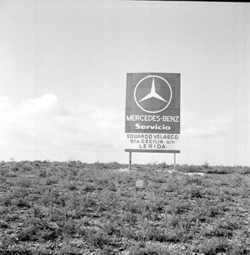 MERCEDES-BENZ
Servicio
EDUARDO VELASCO
Sta CECILIA s/n
LERIDA